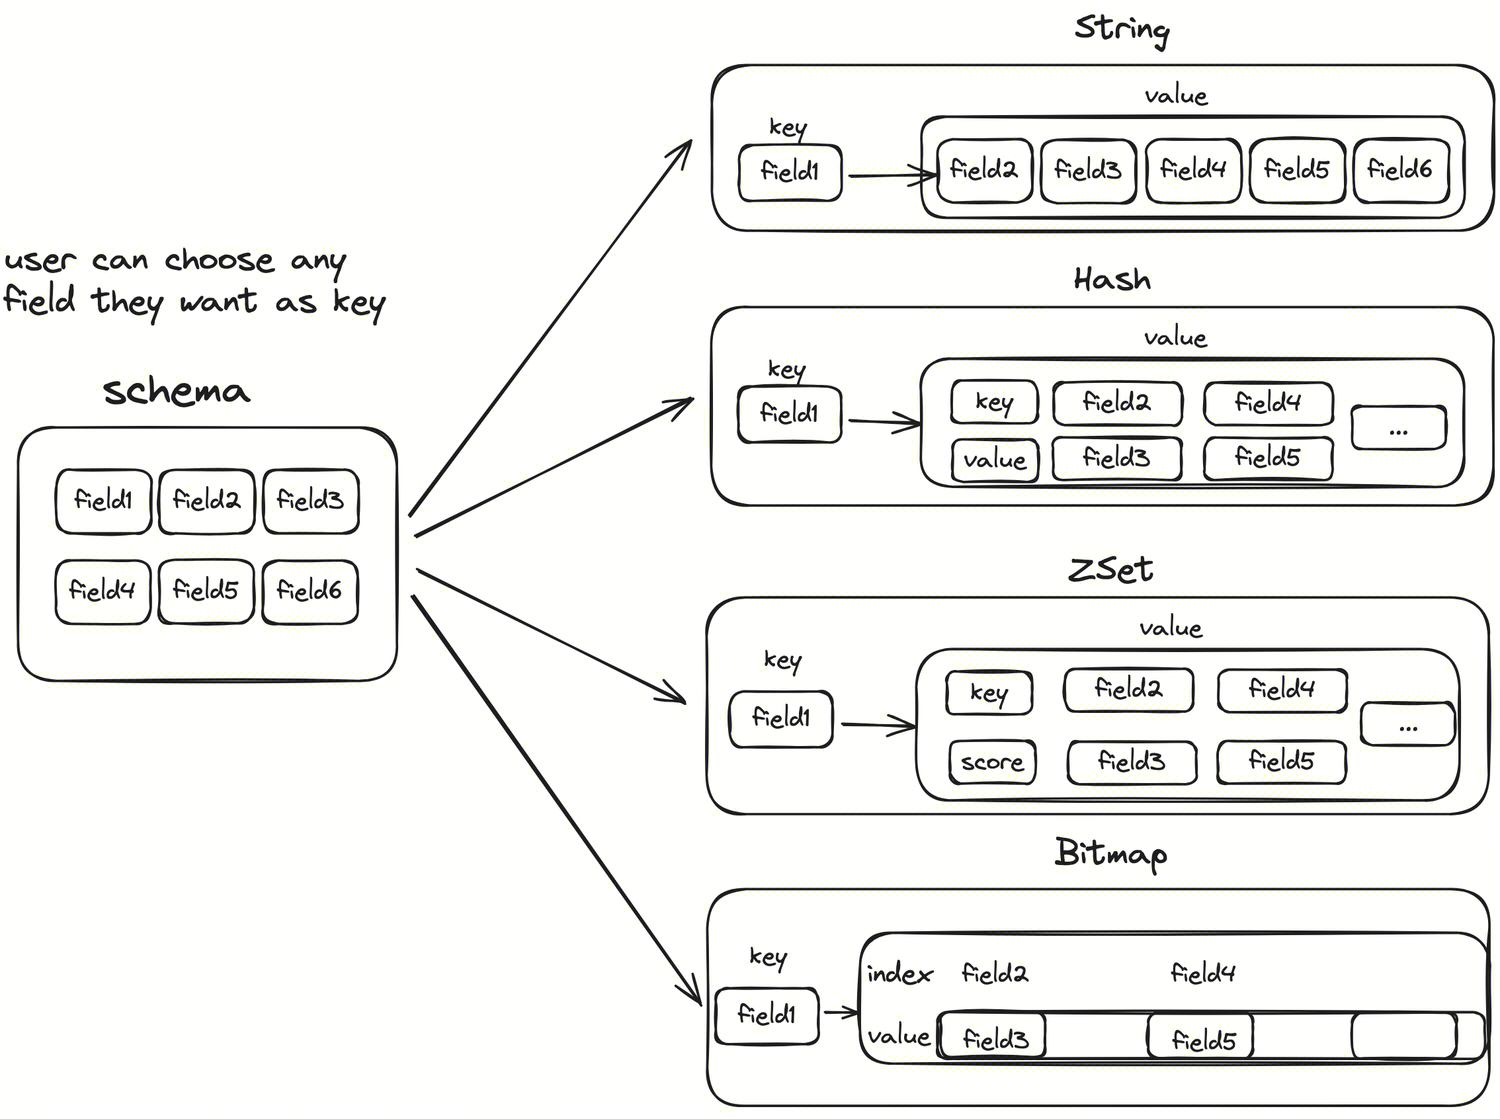 user can choose any
field they want as key
schema
field1 field2 field3
field4 field5 field6
String
value
key
field1 field2 field3 field4 field5 field6
Hash
value
key
field1
key field2 field4
...
value field3 field5
ZSet
value
key
field1
key field2 field4
...
score field3 field5
Bitmap
key
field1
index field2 field4
value field3 field5